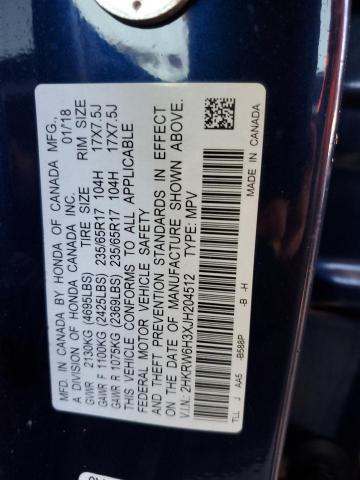 MFD. IN CANADA BY HONDA OF CANADA MFG.,
A DIVISION OF HONDA CANADA INC. 01/18
TIRE SIZE RIM SIZE
GVWR 2130KG (4695LBS)
GAWR F 1100KG (2425LBS) 235/65R17 104H 17X7.5J
GAWR R 1075KG (2369LBS) 235/65R17 104H 17X7.5J
THIS VEHICLE CONFORMS TO ALL APPLICABLE
FEDERAL MOTOR VEHICLE SAFETY
AND THEFT PREVENTION STANDARDS IN EFFECT
ON THE DATE OF MANUFACTURE SHOWN ABOVE.
V.I.N.: 2HKRW6H3XJH204512 TYPE: MPV
-B588P -B -H MADE IN CANADA
TLL J AA5